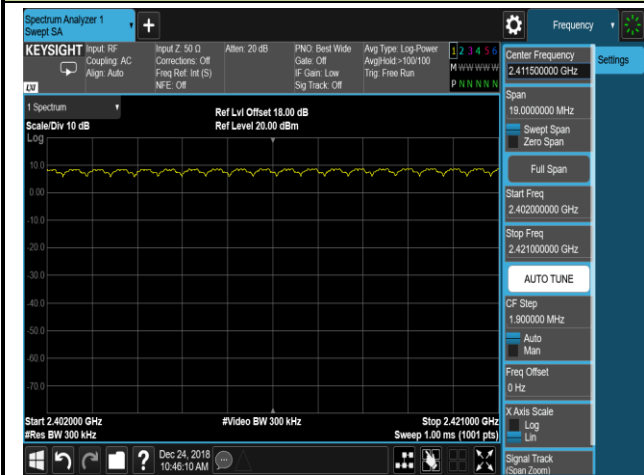 Spectrum Analyzer 1
Swept SA
Frequency
KEYSIGHT
Input: RF
Coupling: AC
Align: Auto
Input Z: 50 Ω
Corrections: Off
Freq Ref: Int (S)
NFE: Off
Atten: 20 dB
PNO: Best Wide
Gate: Off
IF Gain: Low
Sig Track: Off
Avg Type: Log-Power
Avg|Hold:>100/100
Trig: Free Run
1 2 3 4 5 6
M W W W W W
P N N N N N
LXI
1 Spectrum
Scale/Div 10 dB
Ref Lvl Offset 18.00 dB
Ref Level 20.00 dBm
Log
10.0
0.00
-10.0
-20.0
-30.0
-40.0
-50.0
-60.0
-70.0
Start 2.402000 GHz
#Video BW 300 kHz
Stop 2.421000 GHz
#Res BW 300 kHz
Sweep 1.00 ms (1001 pts)
Dec 24, 2018
10:46:10 AM
Center Frequency
2.411500000 GHz
Settings
Span
19.0000000 MHz
Swept Span
Zero Span
Full Span
Start Freq
2.402000000 GHz
Stop Freq
2.421000000 GHz
AUTO TUNE
CF Step
1.900000 MHz
Auto
Man
Freq Offset
0 Hz
X Axis Scale
Log
Lin
Signal Track
(Span Zoom)